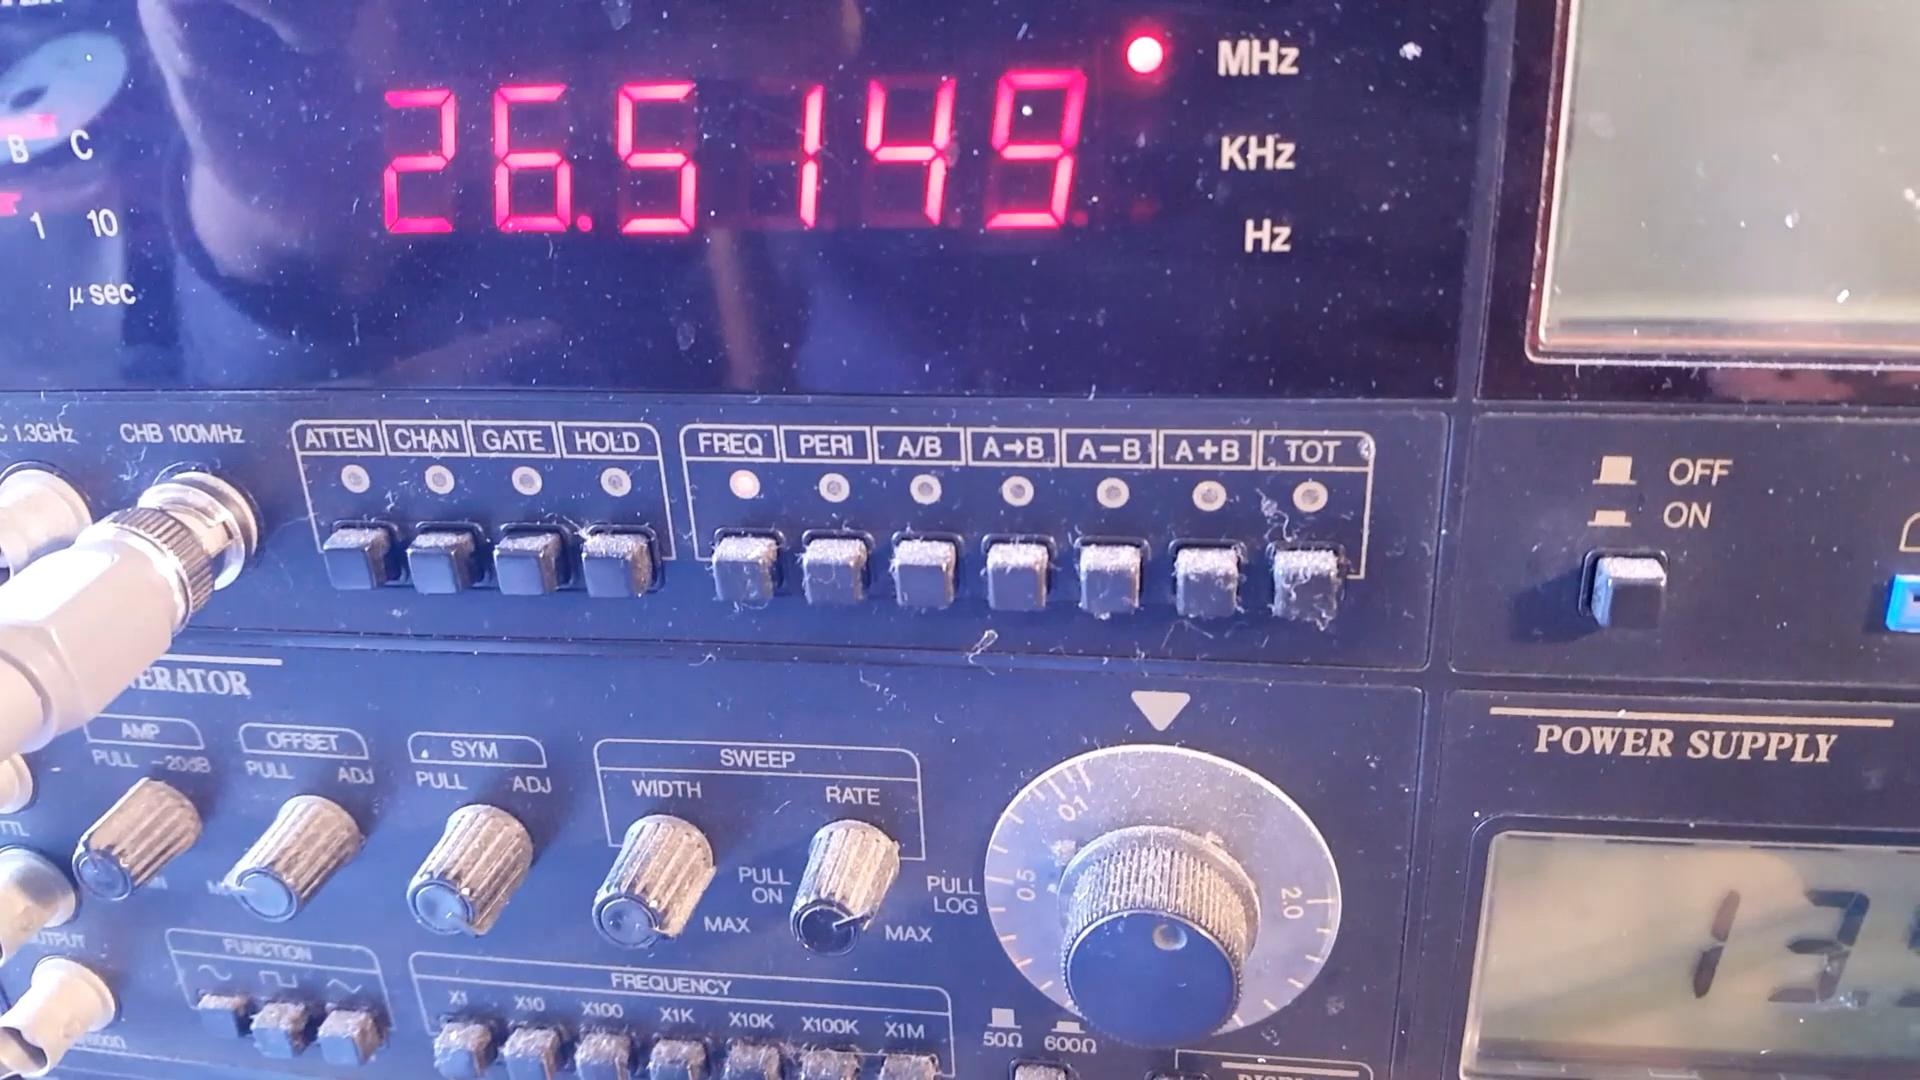 26.5149
MHz
KHz
Hz
B C
1 10
μsec
C 1.3GHz
CHB 100MHz
ATTEN CHAN GATE HOLD
FREQ PERI A/B A→B A−B A+B TOT
OFF
ON
AMP
PULL −20dB
OFFSET
PULL ADJ
SYM
PULL ADJ
SWEEP
WIDTH RATE
PULL ON
MAX
PULL LOG
MAX
0.1
0.5
2.0
POWER SUPPLY
FUNCTION
FREQUENCY
X1 X10 X100 X1K X10K X100K X1M
50Ω 600Ω